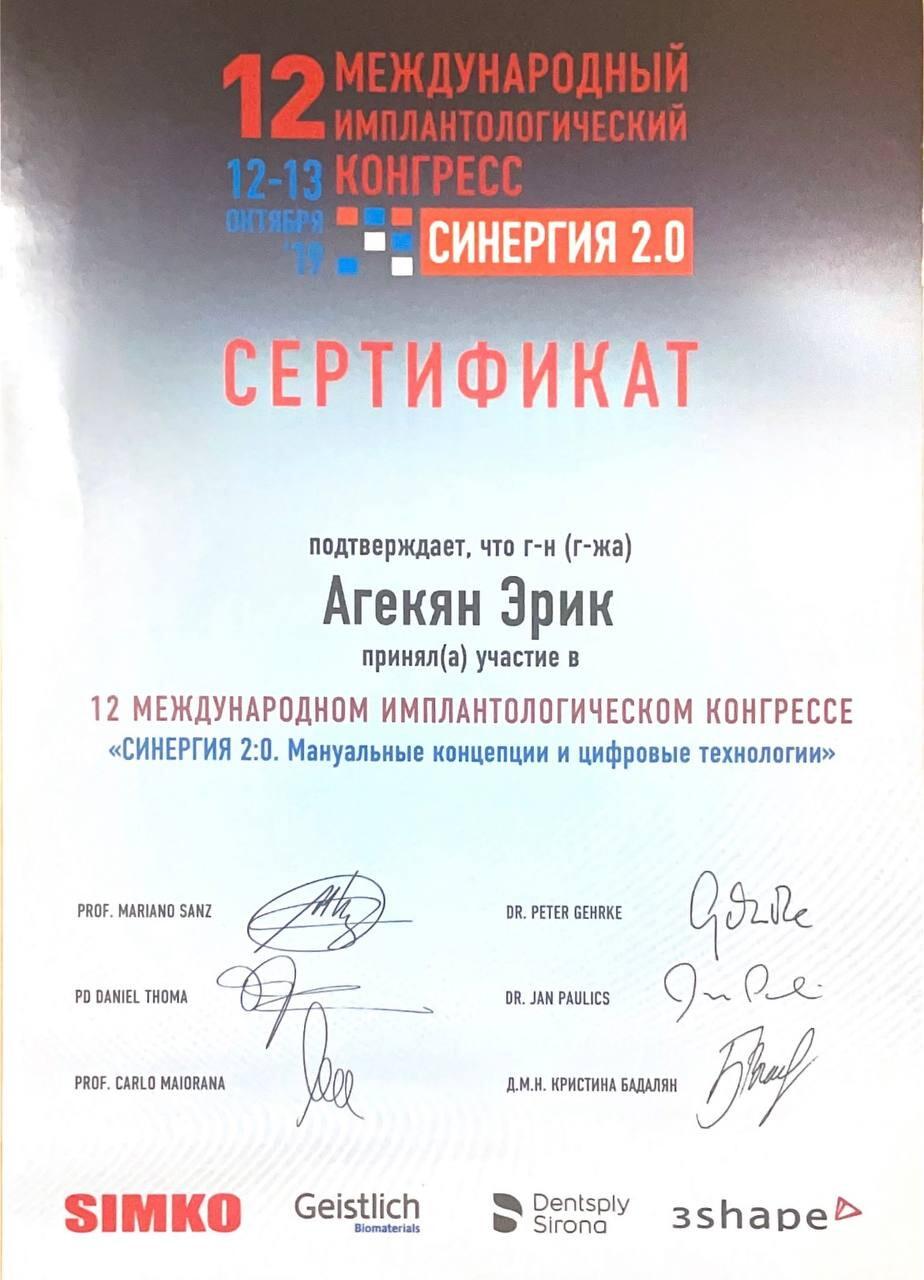 12 МЕЖДУНАРОДНЫЙ
ИМПЛАНТОЛОГИЧЕСКИЙ
12-13 КОНГРЕСС
ОКТЯБРЯ
'19
СИНЕРГИЯ 2.0
СЕРТИФИКАТ
подтверждает, что г-н (г-жа)
Агекян Эрик
принял(а) участие в
12 МЕЖДУНАРОДНОМ ИМПЛАНТОЛОГИЧЕСКОМ КОНГРЕССЕ
«СИНЕРГИЯ 2:0. Мануальные концепции и цифровые технологии»
PROF. MARIANO SANZ
DR. PETER GEHRKE
PD DANIEL THOMA
DR. JAN PAULICS
PROF. CARLO MAIORANA
Д.М.Н. КРИСТИНА БАДАЛЯН
SIMKO
Geistlich
Biomaterials
Dentsply
Sirona
3shape